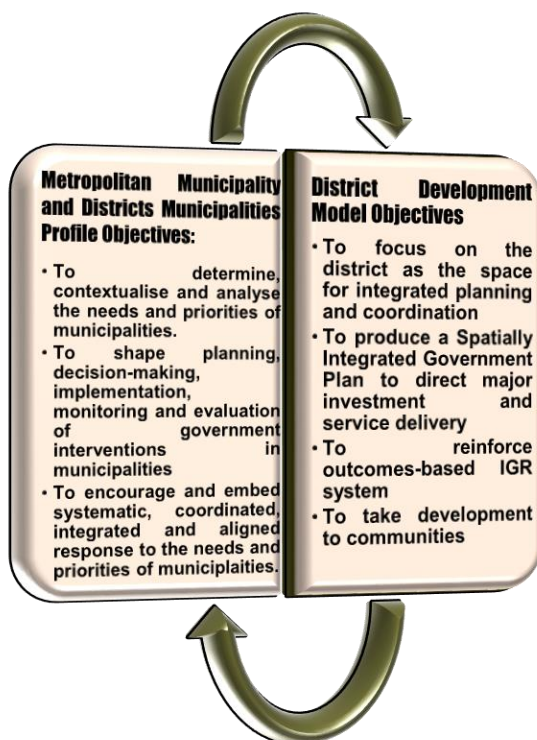 Metropolitan Municipality
and Districts Municipalities
Profile Objectives:
• To determine,
contextualise and analyse
the needs and priorities of
municipalities.
• To shape planning,
decision-making,
implementation,
monitoring and evaluation
of government
interventions in
municipalities
• To encourage and embed
systematic, coordinated,
integrated and aligned
response to the needs and
priorities of municiplaities.
District Development
Model Objectives
• To focus on the
district as the space
for integrated planning
and coordination
• To produce a Spatially
Integrated Government
Plan to direct major
investment and
service delivery
• To reinforce
outcomes-based IGR
system
• To take development
to communities